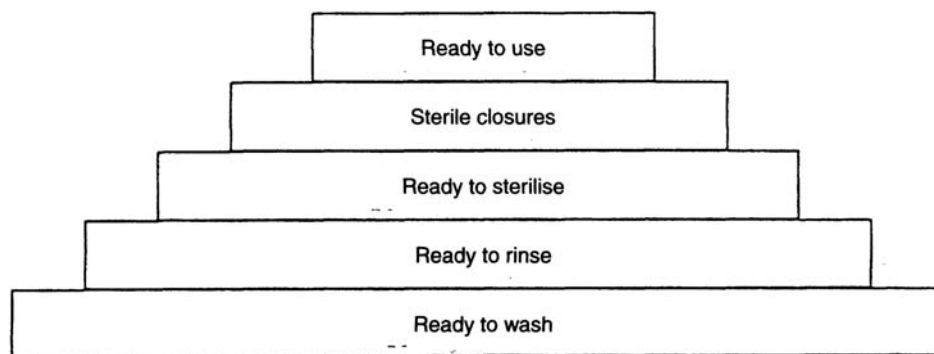 Ready to use
Sterile closures
Ready to sterilise
Ready to rinse
Ready to wash